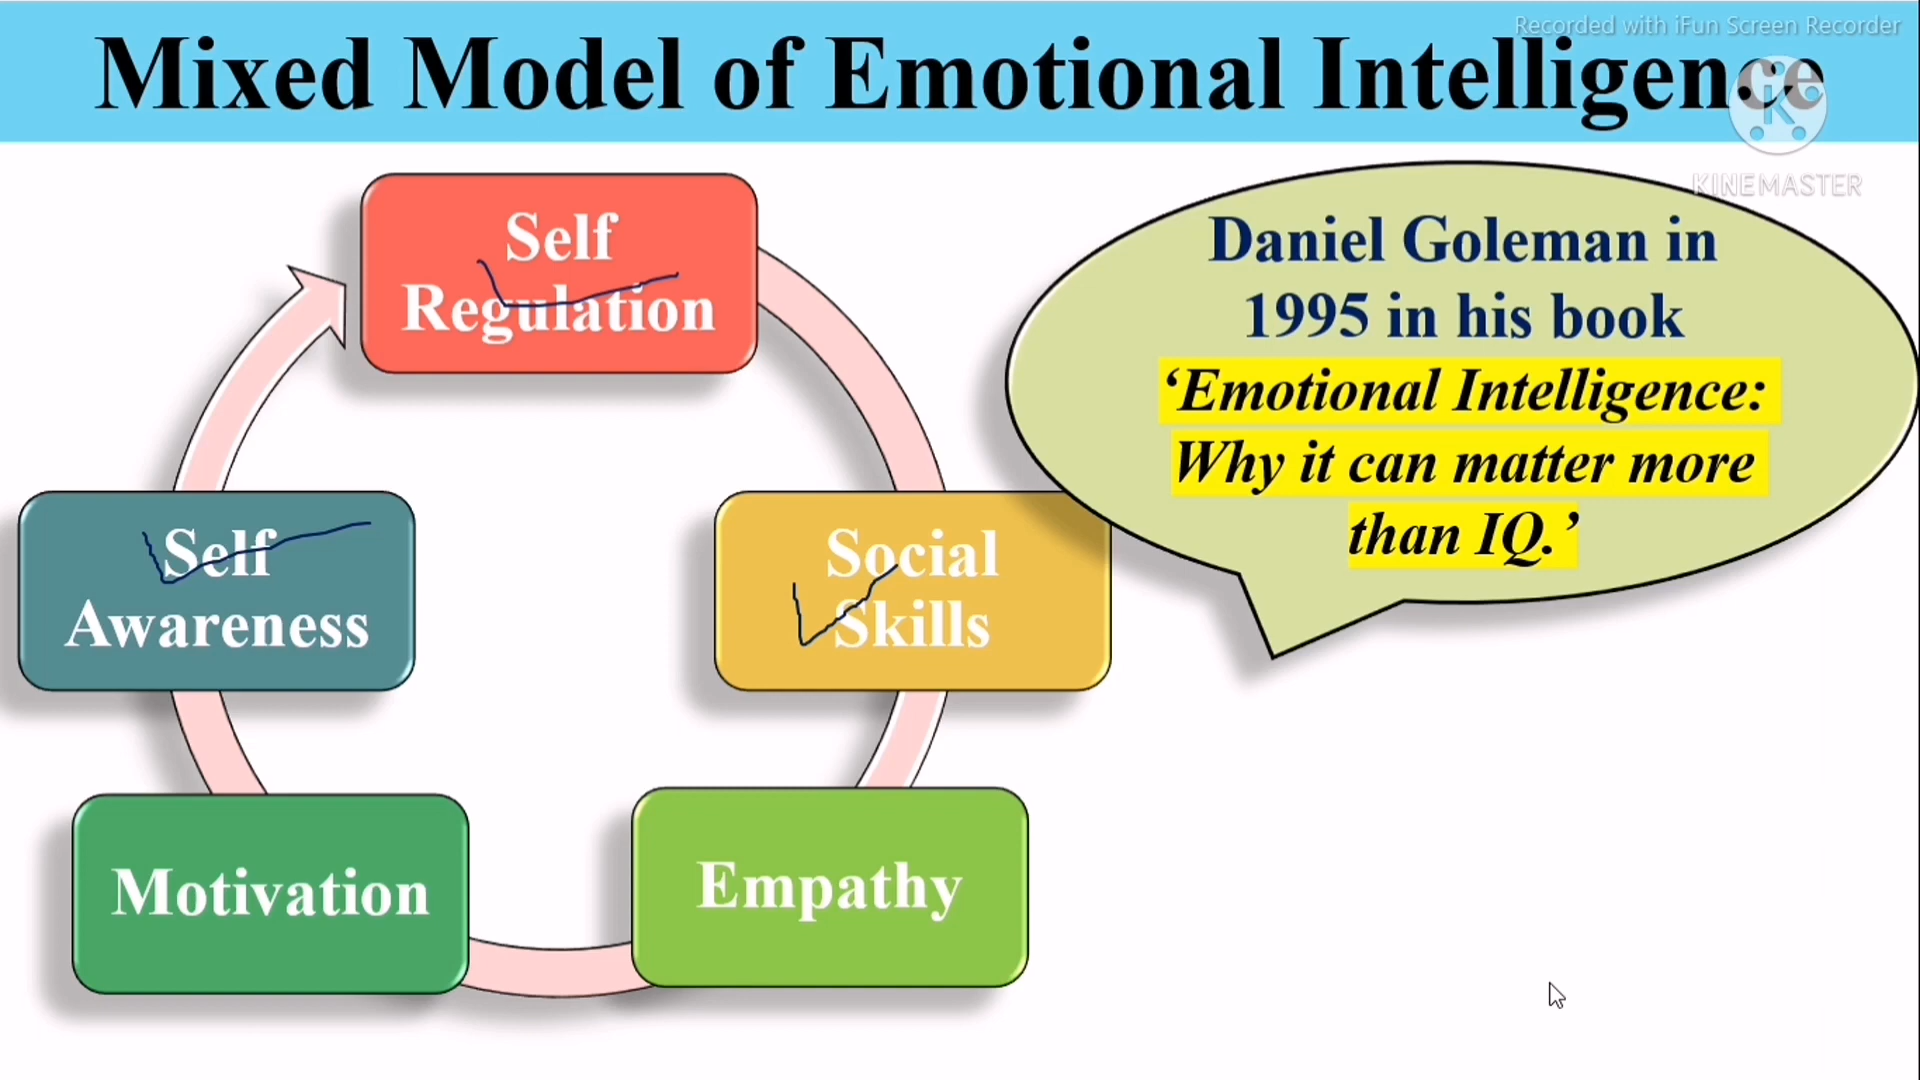 Recorded with iFun Screen Recorder
Mixed Model of Emotional Intelligence
KINEMASTER
Self
Regulation
Daniel Goleman in
1995 in his book
‘Emotional Intelligence:
Why it can matter more
than IQ.’
Self
Awareness
Social
Skills
Motivation
Empathy